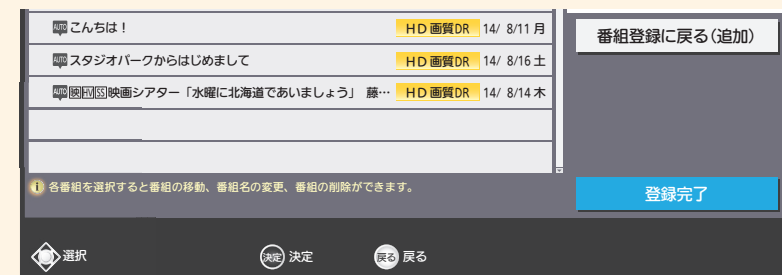 AUTO こんちは！ HD 画質DR 14/ 8/11 月
AUTO スタジオパークからはじめまして HD 画質DR 14/ 8/16 土
AUTO 映 HV SS 映画シアター「水曜に北海道であいましょう」 藤… HD 画質DR 14/ 8/14 木
番組登録に戻る(追加)
i 各番組を選択すると番組の移動、番組名の変更、番組の削除ができます。
登録完了
選択 決定 決定 戻る 戻る